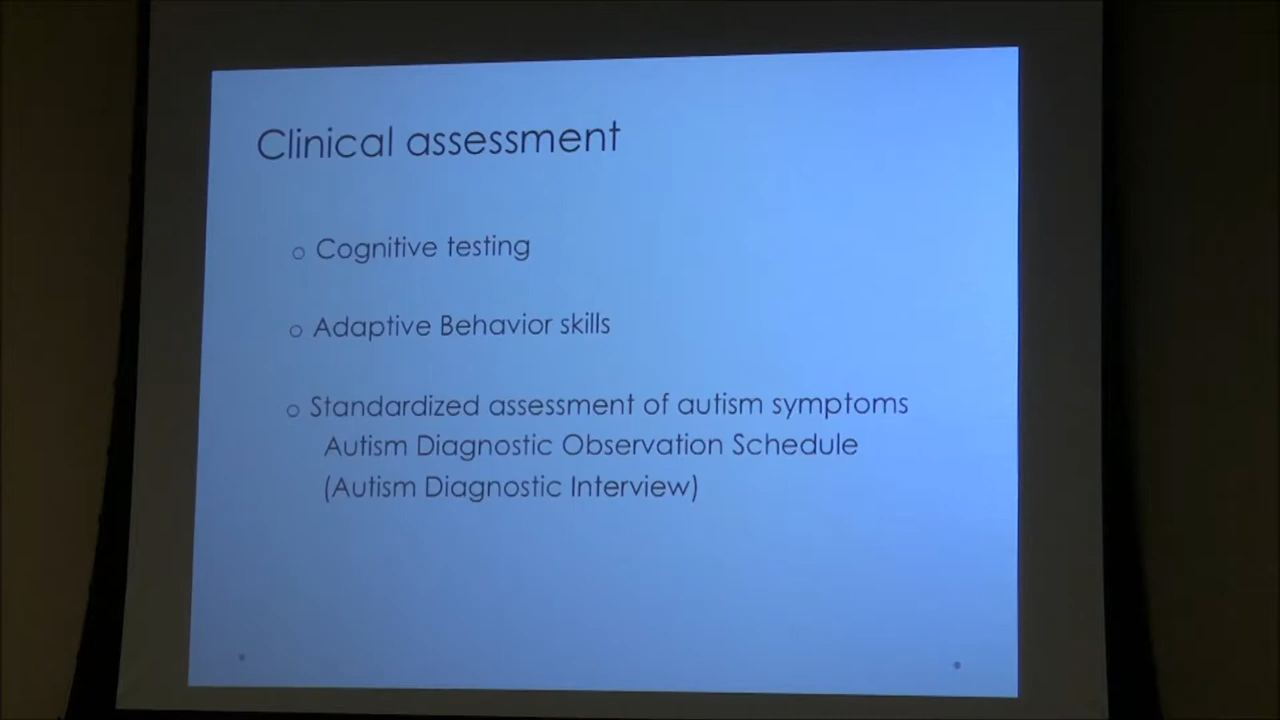 Clinical assessment
Cognitive testing
Adaptive Behavior skills
Standardized assessment of autism symptoms
Autism Diagnostic Observation Schedule
(Autism Diagnostic Interview)